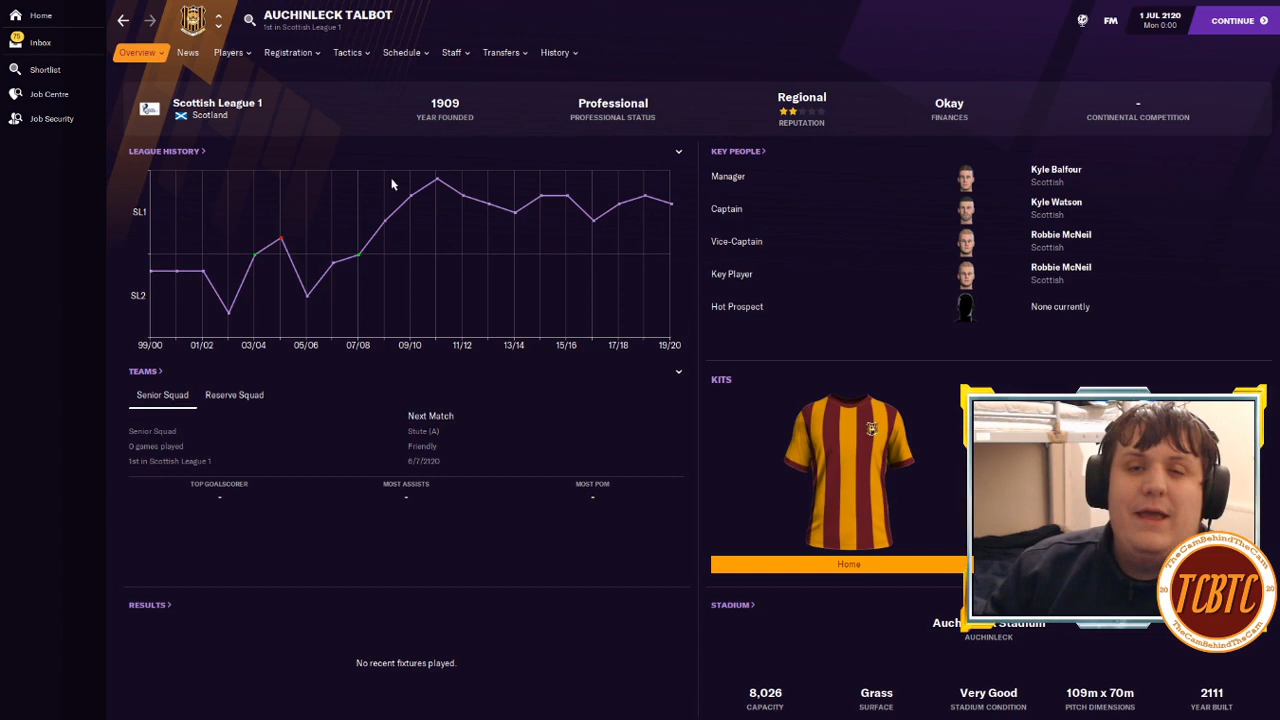 Home
75
Inbox
Shortlist
Job Centre
Job Security
AUCHINLECK TALBOT
1st in Scottish League 1
FM
1 JUL 2120
Mon 0:00
CONTINUE
Overview
News
Players
Registration
Tactics
Schedule
Staff
Transfers
History
Scottish League 1
Scotland
1909
YEAR FOUNDED
Professional
PROFESSIONAL STATUS
Regional
REPUTATION
Okay
FINANCES
-
CONTINENTAL COMPETITION
LEAGUE HISTORY >
SL1
SL2
99/00 01/02 03/04 05/06 07/08 09/10 11/12 13/14 15/16 17/18 19/20
KEY PEOPLE >
Manager
Kyle Balfour
Scottish
Captain
Kyle Watson
Scottish
Vice-Captain
Robbie McNeil
Scottish
Key Player
Robbie McNeil
Scottish
Hot Prospect
None currently
TEAMS >
Senior Squad
Reserve Squad
Next Match
Senior Squad
Stute (A)
0 games played
Friendly
1st in Scottish League 1
6/7/2120
TOP GOALSCORER
-
MOST ASSISTS
-
MOST POM
-
RESULTS >
No recent fixtures played.
KITS
Home
STADIUM >
AUCHINLECK
8,026
CAPACITY
Grass
SURFACE
Very Good
STADIUM CONDITION
109m x 70m
PITCH DIMENSIONS
2111
YEAR BUILT
TheCamBehindTheCam
20 TCBTC 20
TheCamBehindTheCam